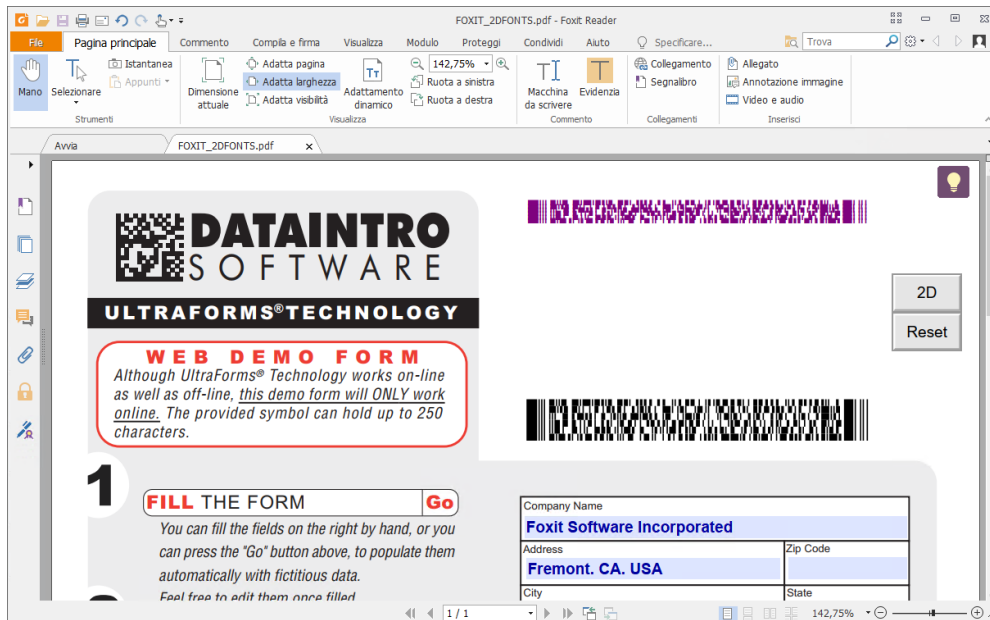 FOXIT_2DFONTS.pdf - Foxit Reader
File Pagina principale Commento Compila e firma Visualizza Modulo Proteggi Condividi Aiuto Specificare... Trova
Mano
Selezionare
Istantanea
Appunti
Strumenti
Dimensione attuale
Adatta pagina
Adatta larghezza
Adatta visibilità
Adattamento dinamico
142,75%
Ruota a sinistra
Ruota a destra
Visualizza
Macchina da scrivere
Evidenzia
Commento
Collegamento
Segnalibro
Collegamenti
Allegato
Annotazione immagine
Video e audio
Inserisci
Avvia FOXIT_2DFONTS.pdf x
DATAINTRO
SOFTWARE
ULTRAFORMS®TECHNOLOGY
WEB DEMO FORM
Although UltraForms® Technology works on-line
as well as off-line, this demo form will ONLY work
online. The provided symbol can hold up to 250
characters.
2D
Reset
1
FILL THE FORM Go
You can fill the fields on the right by hand, or you
can press the "Go" button above, to populate them
automatically with fictitious data.
Feel free to edit them once filled
Company Name
Foxit Software Incorporated
Address Zip Code
Fremont. CA. USA
City State
1 / 1 142,75%